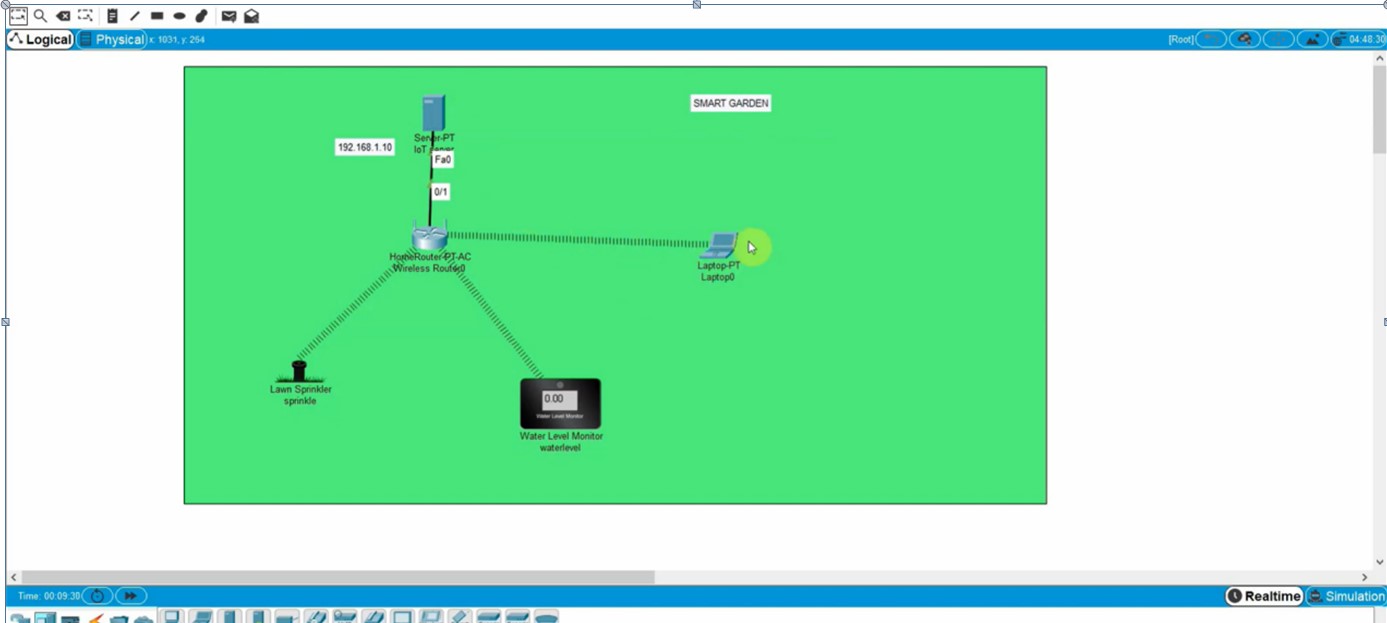 Logical
Physical
x: 1031, y: 264
[Root]
04:48:30
SMART GARDEN
Server-PT
IoT server
192.168.1.10
Fa0
0/1
HomeRouter-PT-AC
Wireless Router0
Laptop-PT
Laptop0
Lawn Sprinkler
sprinkle
0.00
Water Level Monitor
Water Level Monitor
waterlevel
Time: 00:09:30
Realtime
Simulation